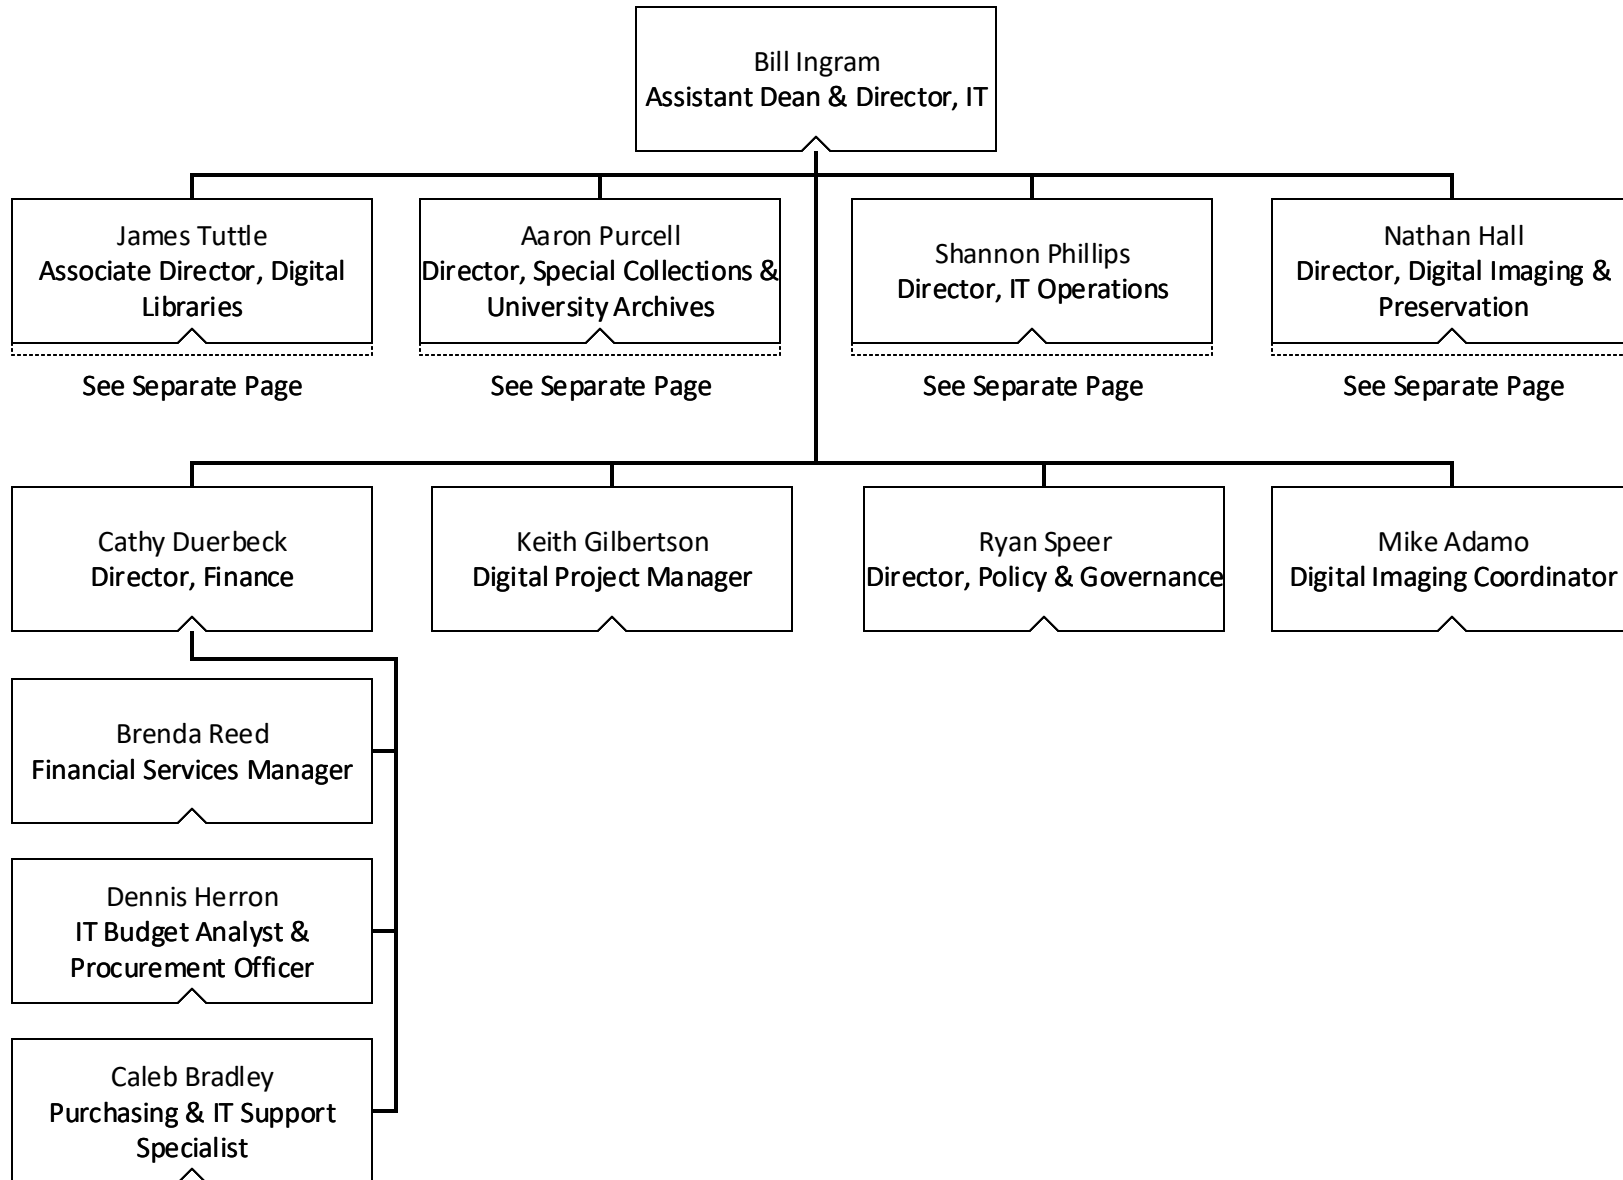 Bill Ingram
Assistant Dean & Director, IT
James Tuttle
Associate Director, Digital
Libraries
Aaron Purcell
Director, Special Collections &
University Archives
Shannon Phillips
Director, IT Operations
Nathan Hall
Director, Digital Imaging &
Preservation
See Separate Page
See Separate Page
See Separate Page
See Separate Page
Cathy Duerbeck
Director, Finance
Keith Gilbertson
Digital Project Manager
Ryan Speer
Director, Policy & Governance
Mike Adamo
Digital Imaging Coordinator
Brenda Reed
Financial Services Manager
Dennis Herron
IT Budget Analyst &
Procurement Officer
Caleb Bradley
Purchasing & IT Support
Specialist